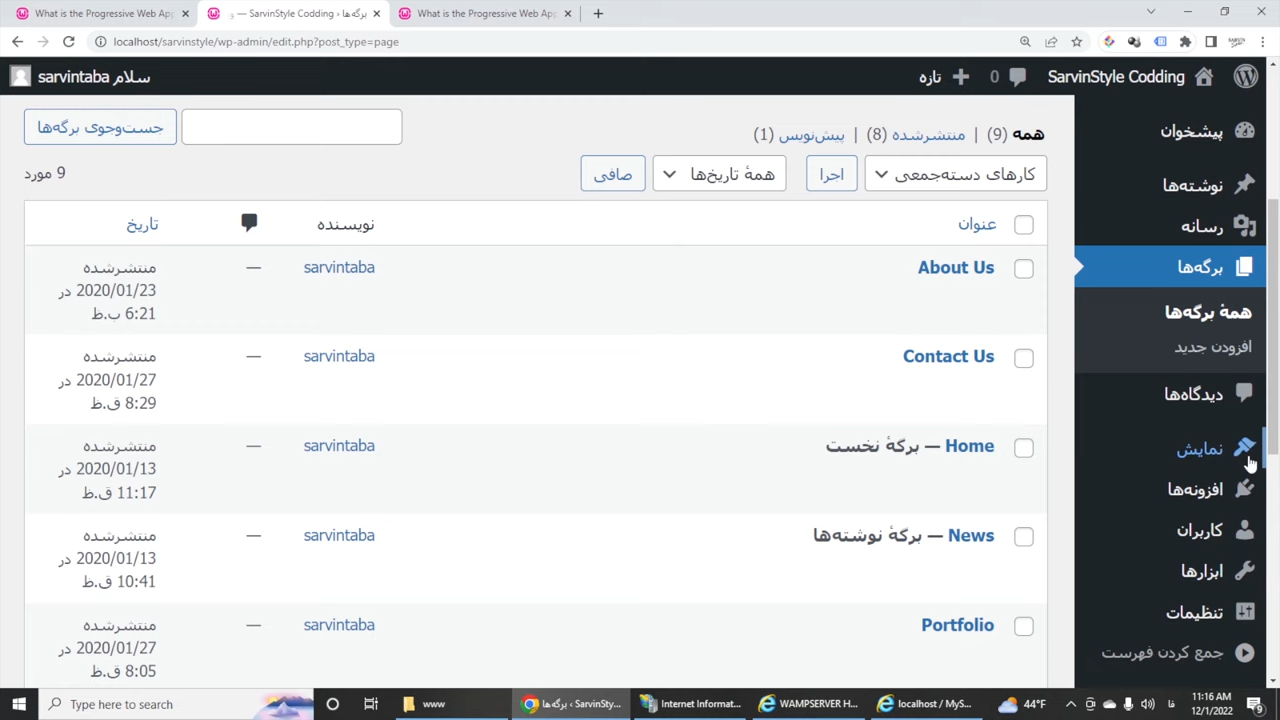 What is the Progressive Web App
برگه‌ها ‹ SarvinStyle Codding — و
What is the Progressive Web App
localhost/sarvinstyle/wp-admin/edit.php?post_type=page
SarvinStyle Codding
0
تازه
سلام sarvintaba
همه (9) | منتشرشده (8) | پیش‌نویس (1)
جست‌وجوی برگه‌ها
کارهای دسته‌جمعی
اجرا
همهٔ تاریخ‌ها
صافی
9 مورد
عنوان
نویسنده
تاریخ
About Us
sarvintaba
—
منتشرشده
2020/01/23 در
6:21 ب.ظ
Contact Us
sarvintaba
—
منتشرشده
2020/01/27 در
8:29 ق.ظ
Home — برگهٔ نخست
sarvintaba
—
منتشرشده
2020/01/13 در
11:17 ق.ظ
News — برگهٔ نوشته‌ها
sarvintaba
—
منتشرشده
2020/01/13 در
10:41 ق.ظ
Portfolio
sarvintaba
—
منتشرشده
2020/01/27 در
8:05 ق.ظ
پیشخوان
نوشته‌ها
رسانه
برگه‌ها
همهٔ برگه‌ها
افزودن جدید
دیدگاه‌ها
نمایش
افزونه‌ها
کاربران
ابزارها
تنظیمات
جمع کردن فهرست
Type here to search
www
برگه‌ها ‹ SarvinSty...
Internet Informat...
WAMPSERVER H...
localhost / MyS...
44°F
فا
11:16 AM
12/1/2022
9